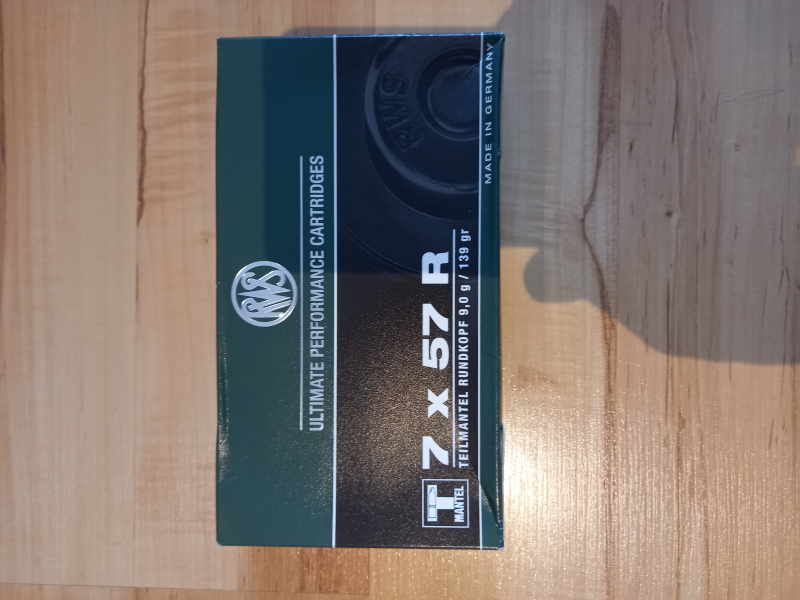 RWS
ULTIMATE PERFORMANCE CARTRIDGES
RWS
T MANTEL
7 x 57 R
TEILMANTEL RUNDKOPF 9,0 g / 139 gr
MADE IN GERMANY